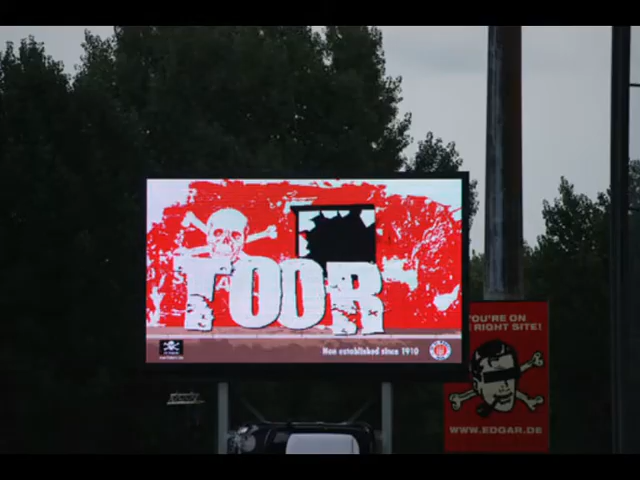 TOOR
Non established since 1910
YOU'RE ON
RIGHT SITE!
WWW.EDGAR.DE